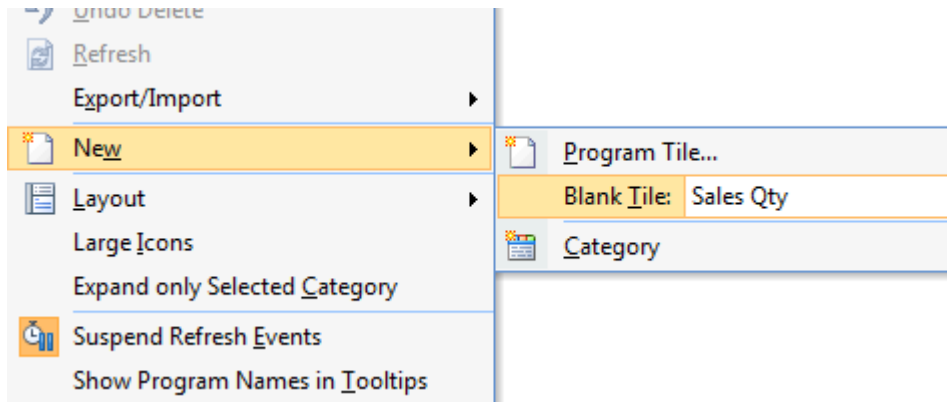 Undo Delete
Refresh
Export/Import
New
Program Tile...
Blank Tile: Sales Qty
Layout
Category
Large Icons
Expand only Selected Category
Suspend Refresh Events
Show Program Names in Tooltips